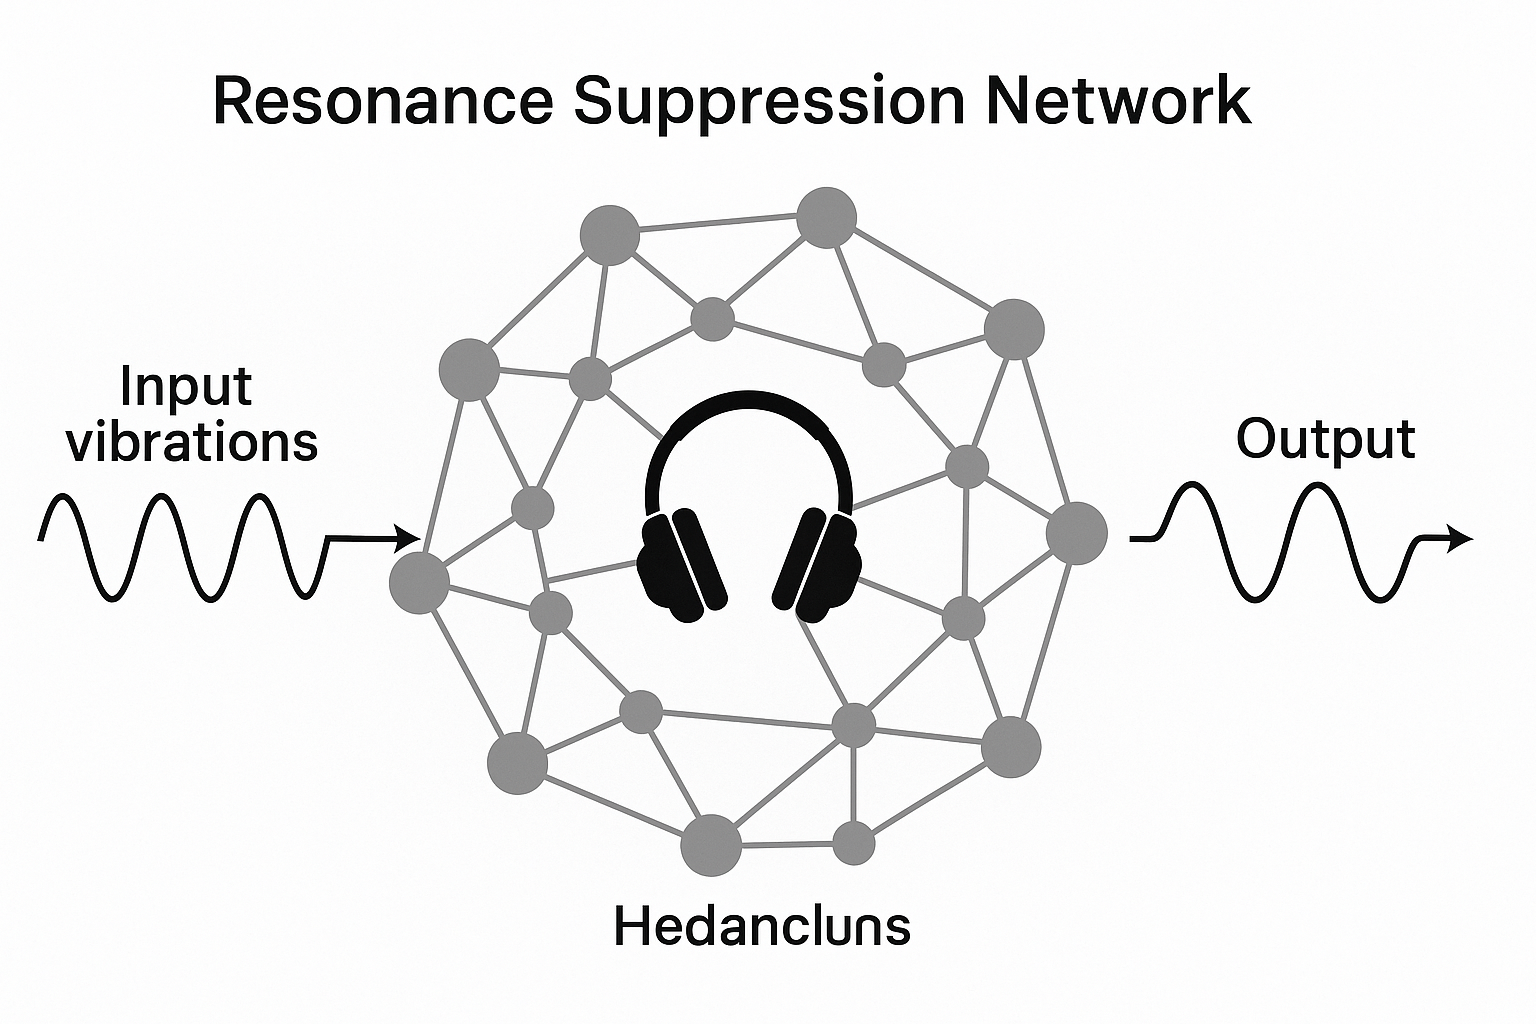 Resonance Suppression Network
Input
vibrations
Output
Hedancluns